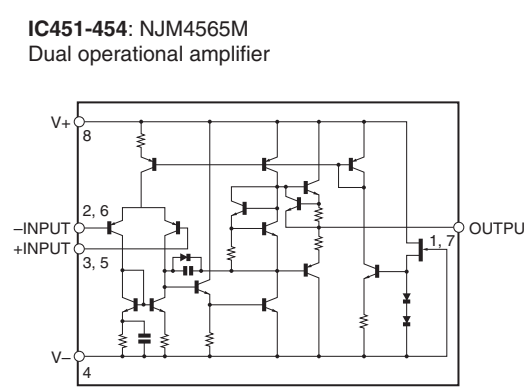 IC451-454: NJM4565M
Dual operational amplifier
V+
8
2, 6
–INPUT
+INPUT
3, 5
OUTPU
1, 7
V–
4